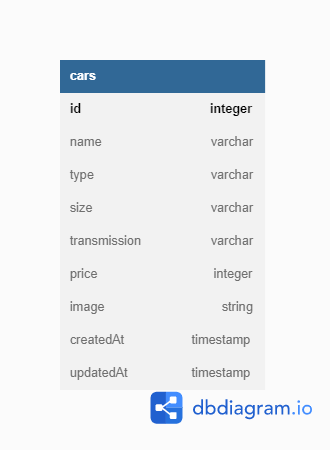 cars
id integer
name varchar
type varchar
size varchar
transmission varchar
price integer
image string
createdAt timestamp
updatedAt timestamp
dbdiagram.io